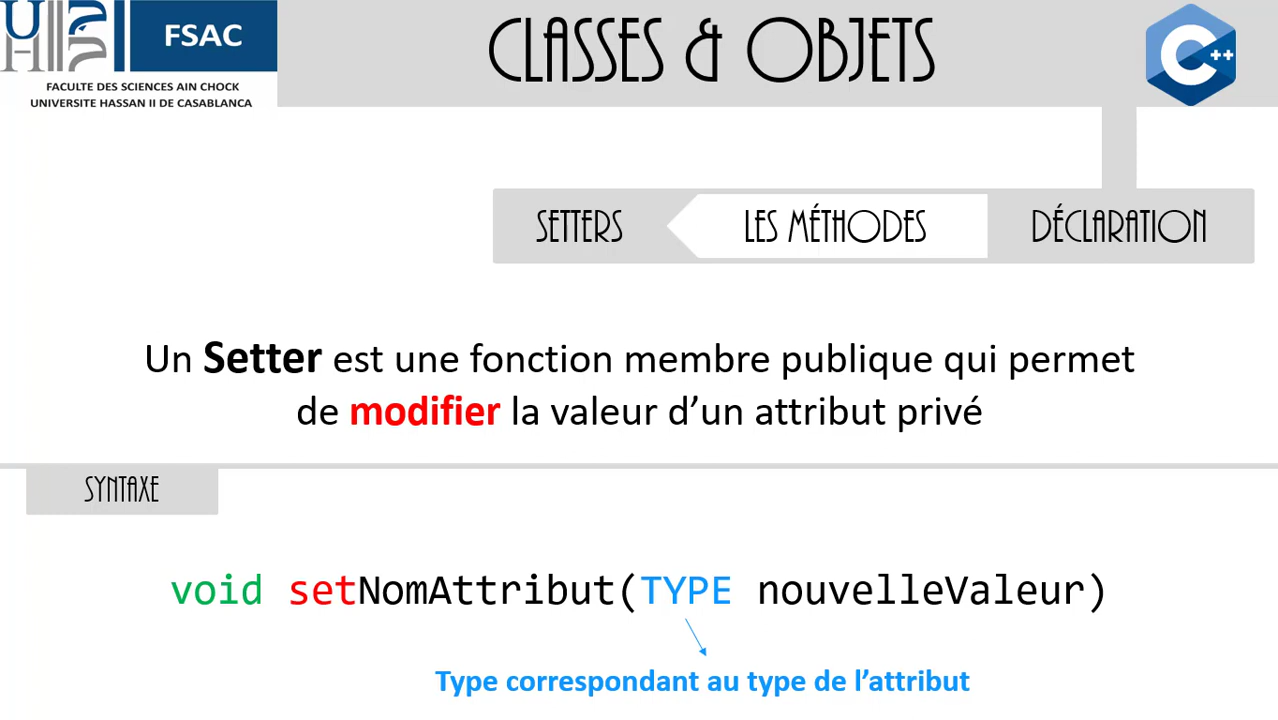 UH
FSAC
FACULTE DES SCIENCES AIN CHOCK
UNIVERSITE HASSAN II DE CASABLANCA
CLASSES & OBJETS
C++
SETTERS
LES MÉTHODES
DÉCLARATION
Un Setter est une fonction membre publique qui permet
de modifier la valeur d’un attribut privé
SYNTAXE
void setNomAttribut(TYPE nouvelleValeur)
Type correspondant au type de l’attribut